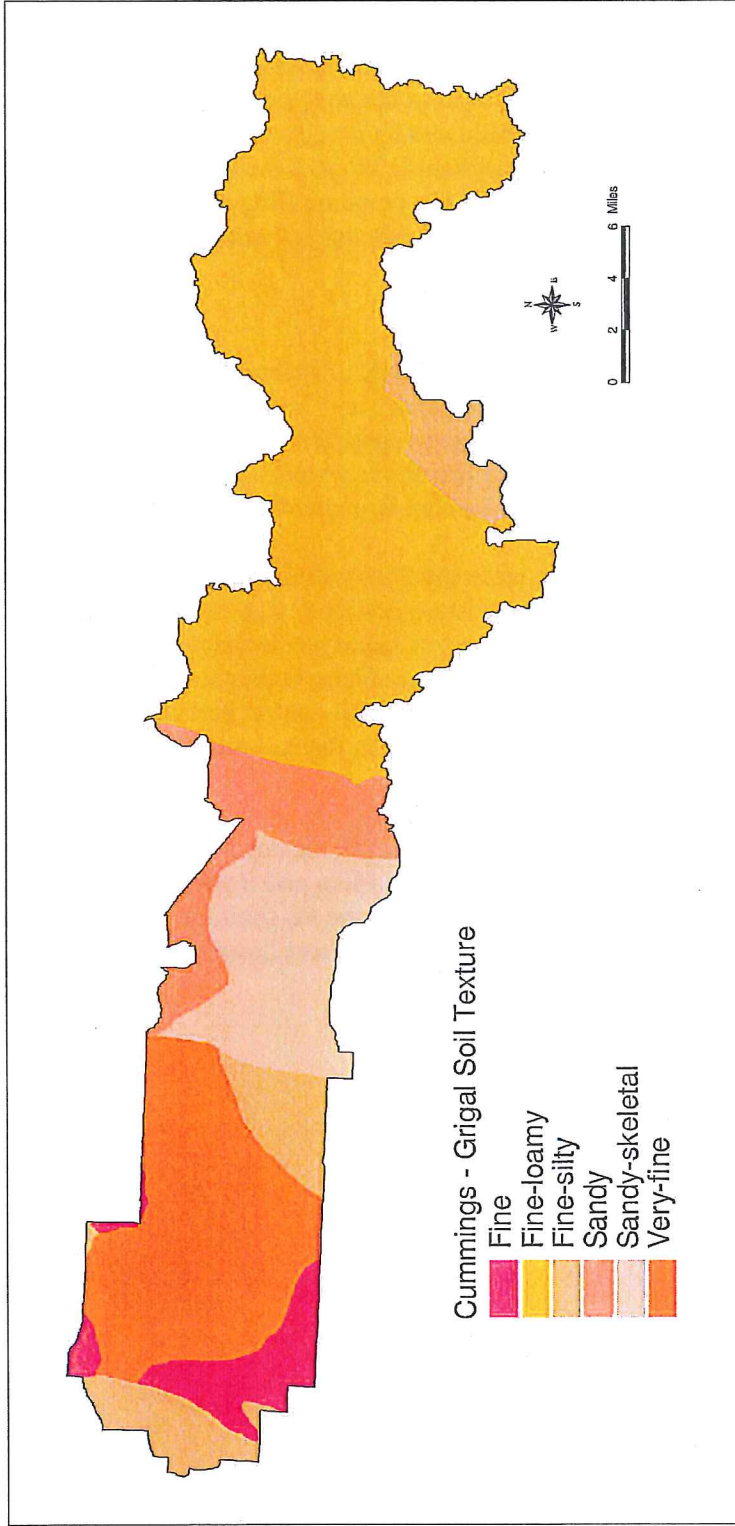 Cummings - Grigal Soil Texture
Fine
Fine-loamy
Fine-silty
Sandy
Sandy-skeletal
Very-fine
N
W E
S
0 2 4 6 Miles